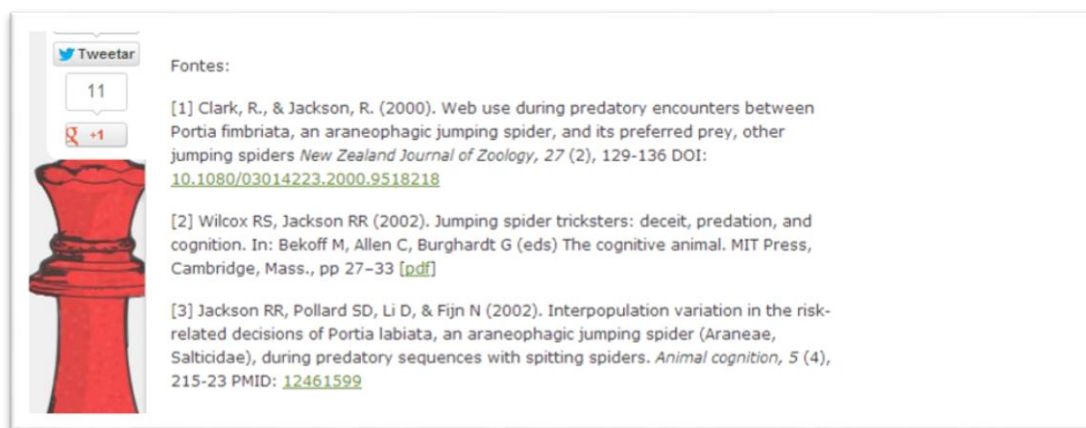 Tweetar
11
+1
Fontes:
[1] Clark, R., & Jackson, R. (2000). Web use during predatory encounters between
Portia fimbriata, an araneophagic jumping spider, and its preferred prey, other
jumping spiders New Zealand Journal of Zoology, 27 (2), 129-136 DOI:
10.1080/03014223.2000.9518218
[2] Wilcox RS, Jackson RR (2002). Jumping spider tricksters: deceit, predation, and
cognition. In: Bekoff M, Allen C, Burghardt G (eds) The cognitive animal. MIT Press,
Cambridge, Mass., pp 27–33 [pdf]
[3] Jackson RR, Pollard SD, Li D, & Fijn N (2002). Interpopulation variation in the risk-
related decisions of Portia labiata, an araneophagic jumping spider (Araneae,
Salticidae), during predatory sequences with spitting spiders. Animal cognition, 5 (4),
215-23 PMID: 12461599